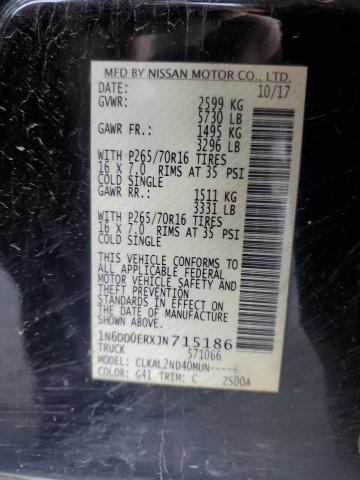 MFD BY NISSAN MOTOR CO., LTD.
DATE: 10/17
GVWR: 2599 KG
5730 LB
GAWR FR.: 1495 KG
3296 LB
WITH P265/70R16 TIRES
16 X 7.0 RIMS AT 35 PSI
COLD SINGLE
GAWR RR.: 1511 KG
3331 LB
WITH P265/70R16 TIRES
16 X 7.0 RIMS AT 35 PSI
COLD SINGLE
THIS VEHICLE CONFORMS TO
ALL APPLICABLE FEDERAL
MOTOR VEHICLE SAFETY
STANDARDS IN EFFECT ON
THE DATE OF MANUFACTURE
SHOWN ABOVE.
1N6DD0ERXJN715186
TRUCK 571066
MODEL: CLKAL2ND40MUN-----
COLOR: G41 TRIM: C 2S00A